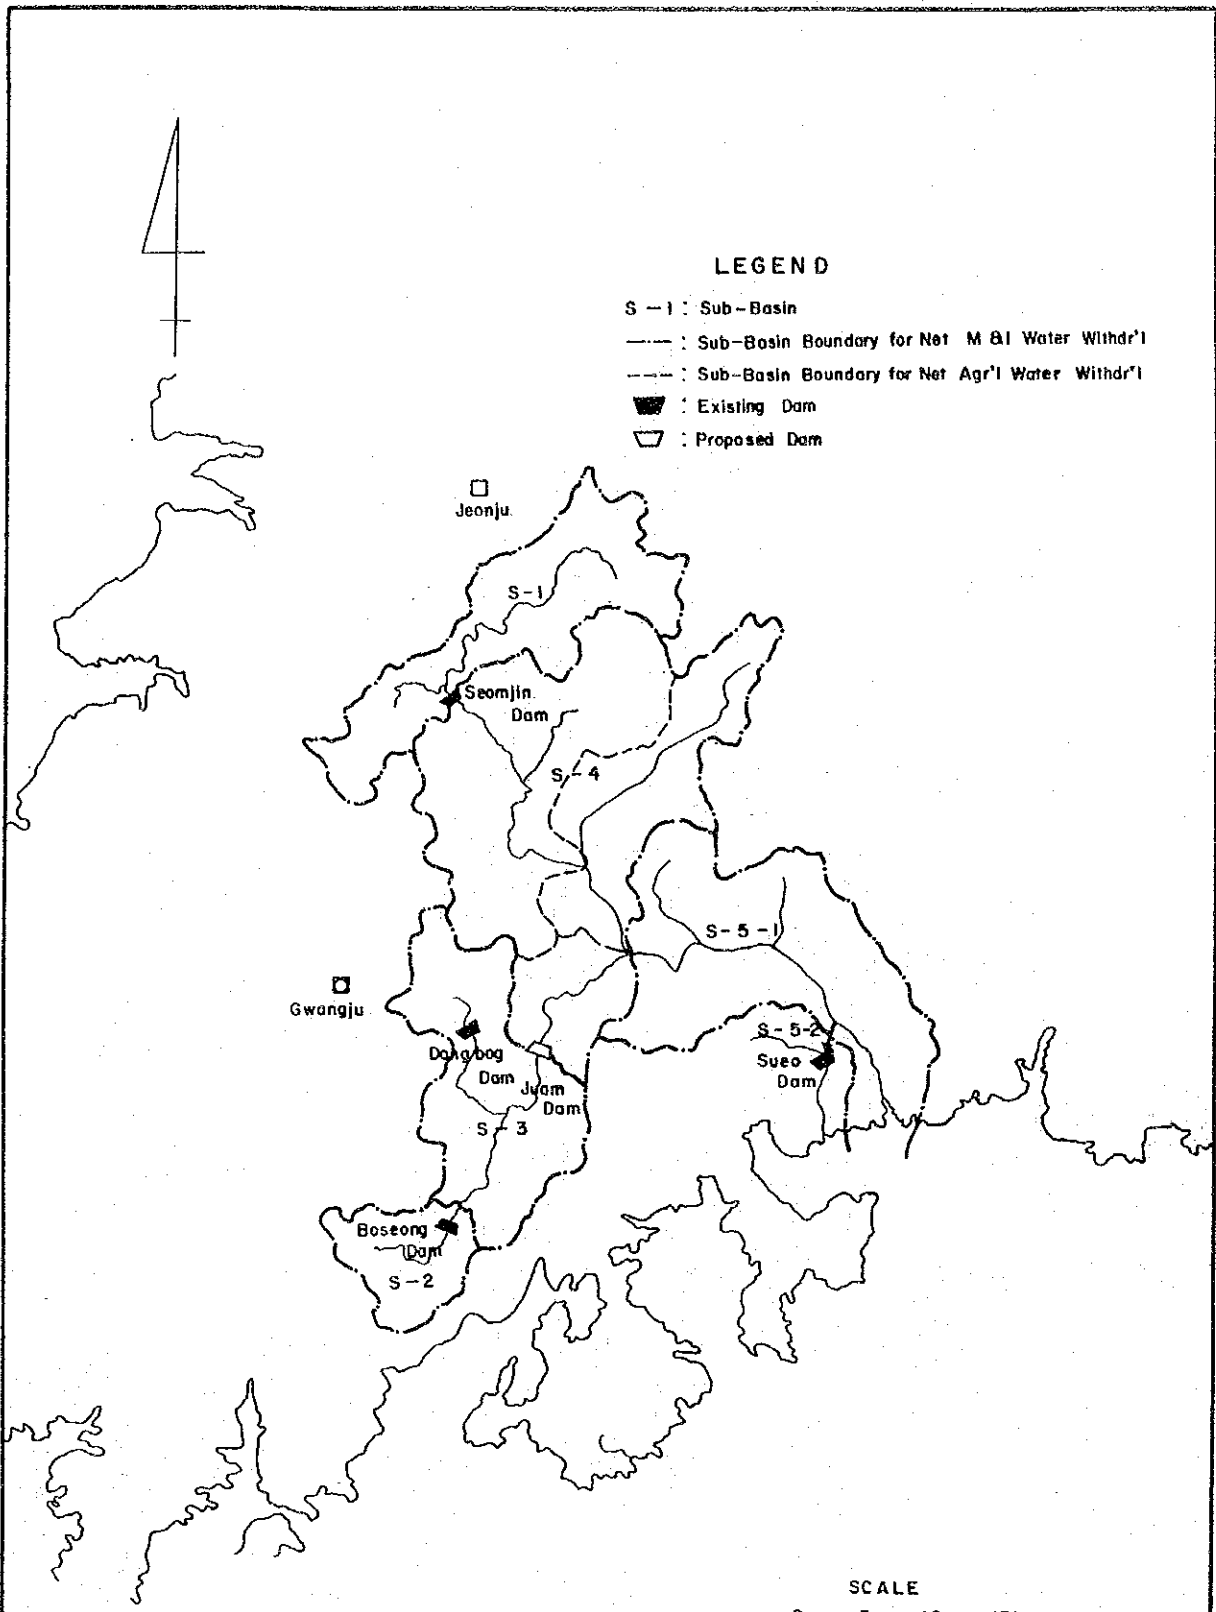 LEGEND
S-1 : Sub-Basin
: Sub-Basin Boundary for Net M & I Water Withdr'l
: Sub-Basin Boundary for Net Agr'l Water Withdr'l
: Existing Dam
: Proposed Dam
Jeonju
S-1
Seomjin
Dam
S-4
S-5-1
Gwangju
S-5-2
Dongbog
Dam
Sueo
Dam
Juam
Dam
S-3
Boseong
Dam
S-2
SCALE